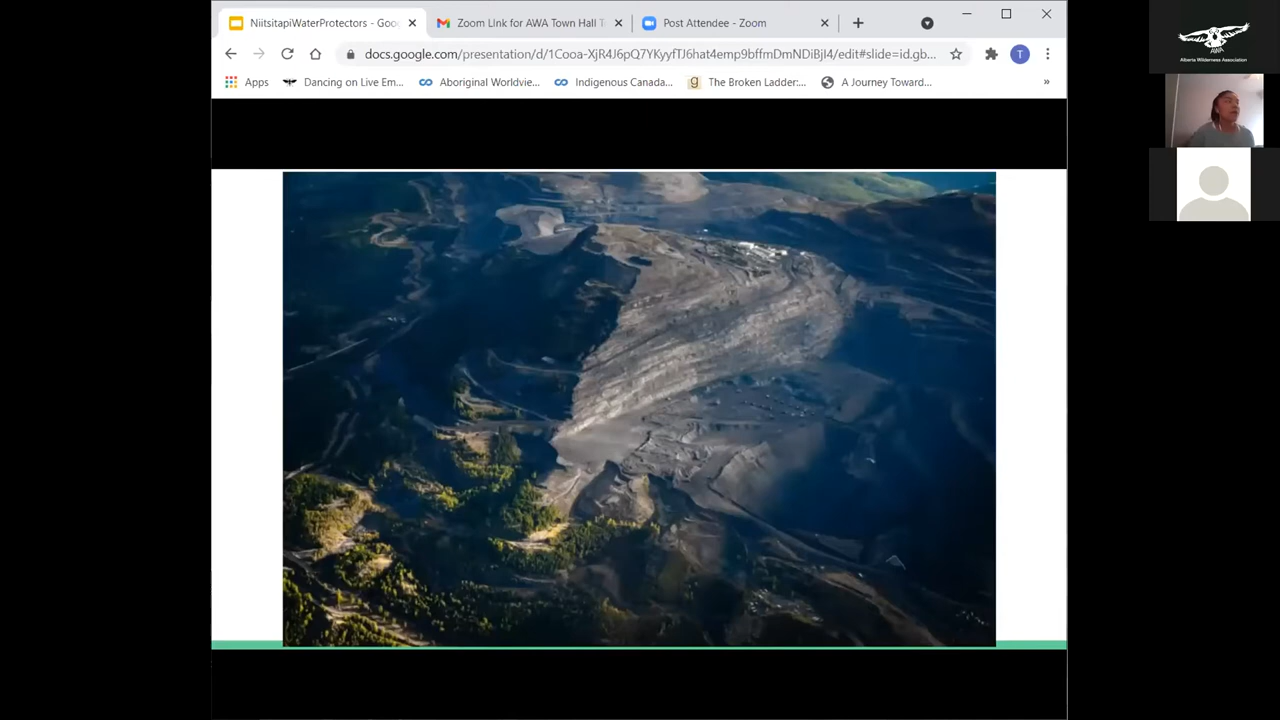 NiitsitapiWaterProtectors - Goo
Zoom LInk for AWA Town Hall T
Post Attendee - Zoom
docs.google.com/presentation/d/1Cooa-XjR4J6pQ7YKyyfTJ6hat4emp9bffmDmNDiBjI4/edit#slide=id.gb...
T
Apps
Dancing on Live Em...
Aboriginal Worldvie...
Indigenous Canada...
The Broken Ladder:...
A Journey Toward...
»
AWA
Alberta Wilderness Association